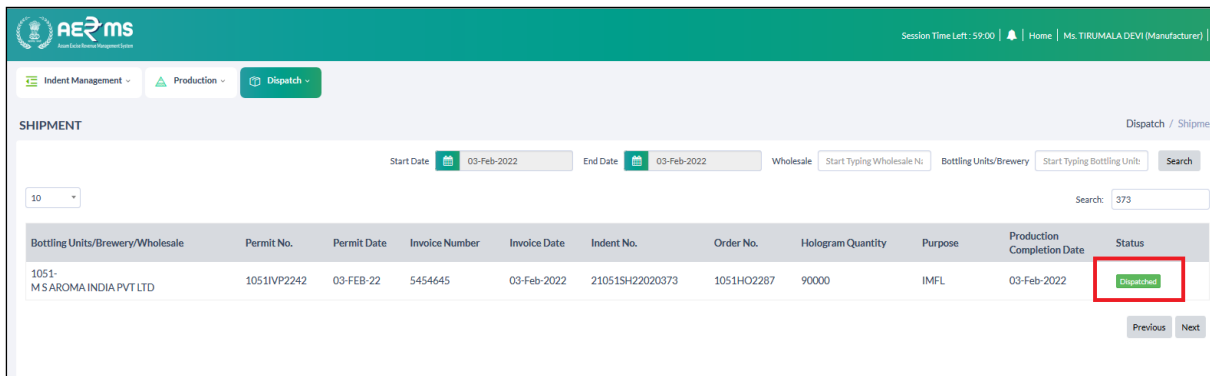 AE₹MS
Assam Excise Revenue Management System
Session Time Left : 59:00 | Home | Ms. TIRUMALA DEVI (Manufacturer) |
Indent Management Production Dispatch
SHIPMENT Dispatch / Shipme
Start Date 03-Feb-2022 End Date 03-Feb-2022 Wholesale Start Typing Wholesale Na Bottling Units/Brewery Start Typing Bottling Unit: Search
10 Search: 373
Bottling Units/Brewery/Wholesale Permit No. Permit Date Invoice Number Invoice Date Indent No. Order No. Hologram Quantity Purpose Production Completion Date Status
1051-
M S AROMA INDIA PVT LTD 1051IVP2242 03-FEB-22 5454645 03-Feb-2022 21051SH22020373 1051HO2287 90000 IMFL 03-Feb-2022 Dispatched
Previous Next